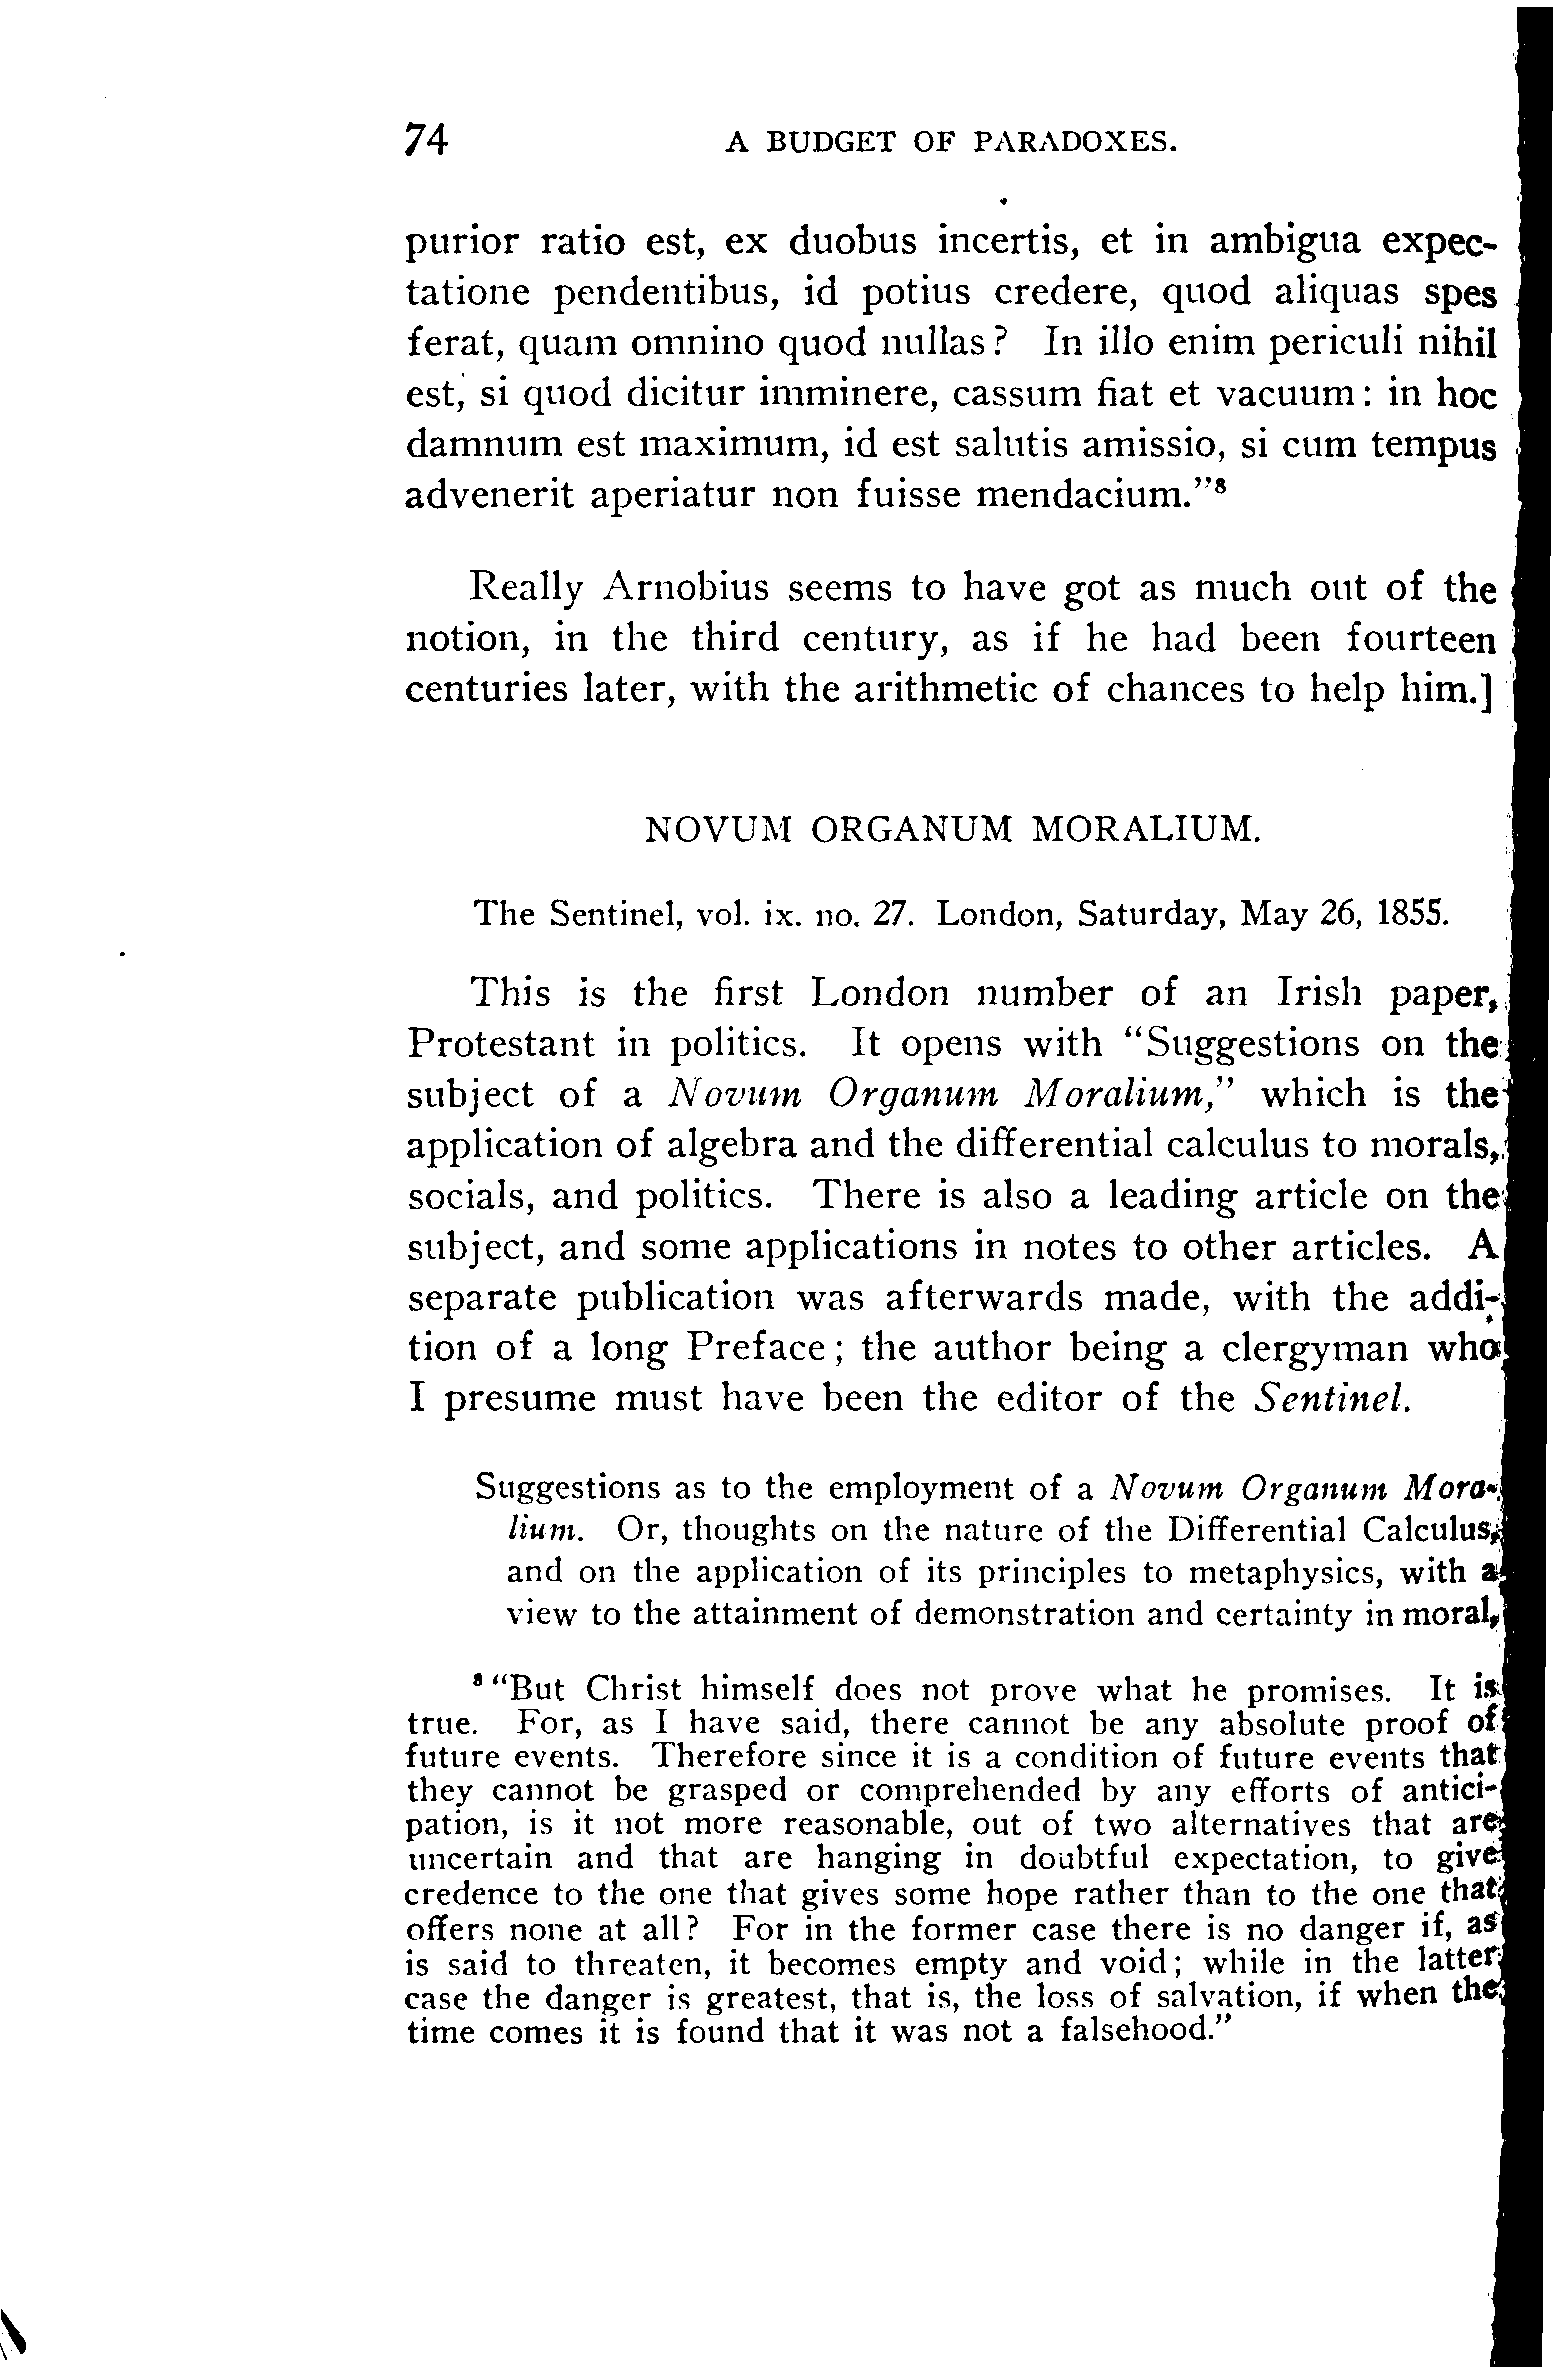 74 A BUDGET OF PARADOXES.
purior ratio est, ex duobus incertis, et in ambigua expec-
tatione pendentibus, id potius credere, quod aliquas spes
ferat, quam omnino quod nullas? In illo enim periculi nihil
est, si quod dicitur imminere, cassum fiat et vacuum: in hoc
damnum est maximum, id est salutis amissio, si cum tempus
advenerit aperiatur non fuisse mendacium."⁸
Really Arnobius seems to have got as much out of the
notion, in the third century, as if he had been fourteen
centuries later, with the arithmetic of chances to help him.]
NOVUM ORGANUM MORALIUM.
The Sentinel, vol. ix. no. 27. London, Saturday, May 26, 1855.
This is the first London number of an Irish paper,
Protestant in politics. It opens with "Suggestions on the
subject of a Novum Organum Moralium," which is the
application of algebra and the differential calculus to morals,
socials, and politics. There is also a leading article on the
subject, and some applications in notes to other articles. A
separate publication was afterwards made, with the addi-
tion of a long Preface; the author being a clergyman who
I presume must have been the editor of the Sentinel.
Suggestions as to the employment of a Novum Organum Mora-
lium. Or, thoughts on the nature of the Differential Calculus,
and on the application of its principles to metaphysics, with a
view to the attainment of demonstration and certainty in moral,
⁸ "But Christ himself does not prove what he promises. It is
true. For, as I have said, there cannot be any absolute proof of
future events. Therefore since it is a condition of future events that
they cannot be grasped or comprehended by any efforts of antici-
pation, is it not more reasonable, out of two alternatives that are
uncertain and that are hanging in doubtful expectation, to give
credence to the one that gives some hope rather than to the one that
offers none at all? For in the former case there is no danger if, as
is said to threaten, it becomes empty and void; while in the latter
case the danger is greatest, that is, the loss of salvation, if when the
time comes it is found that it was not a falsehood."